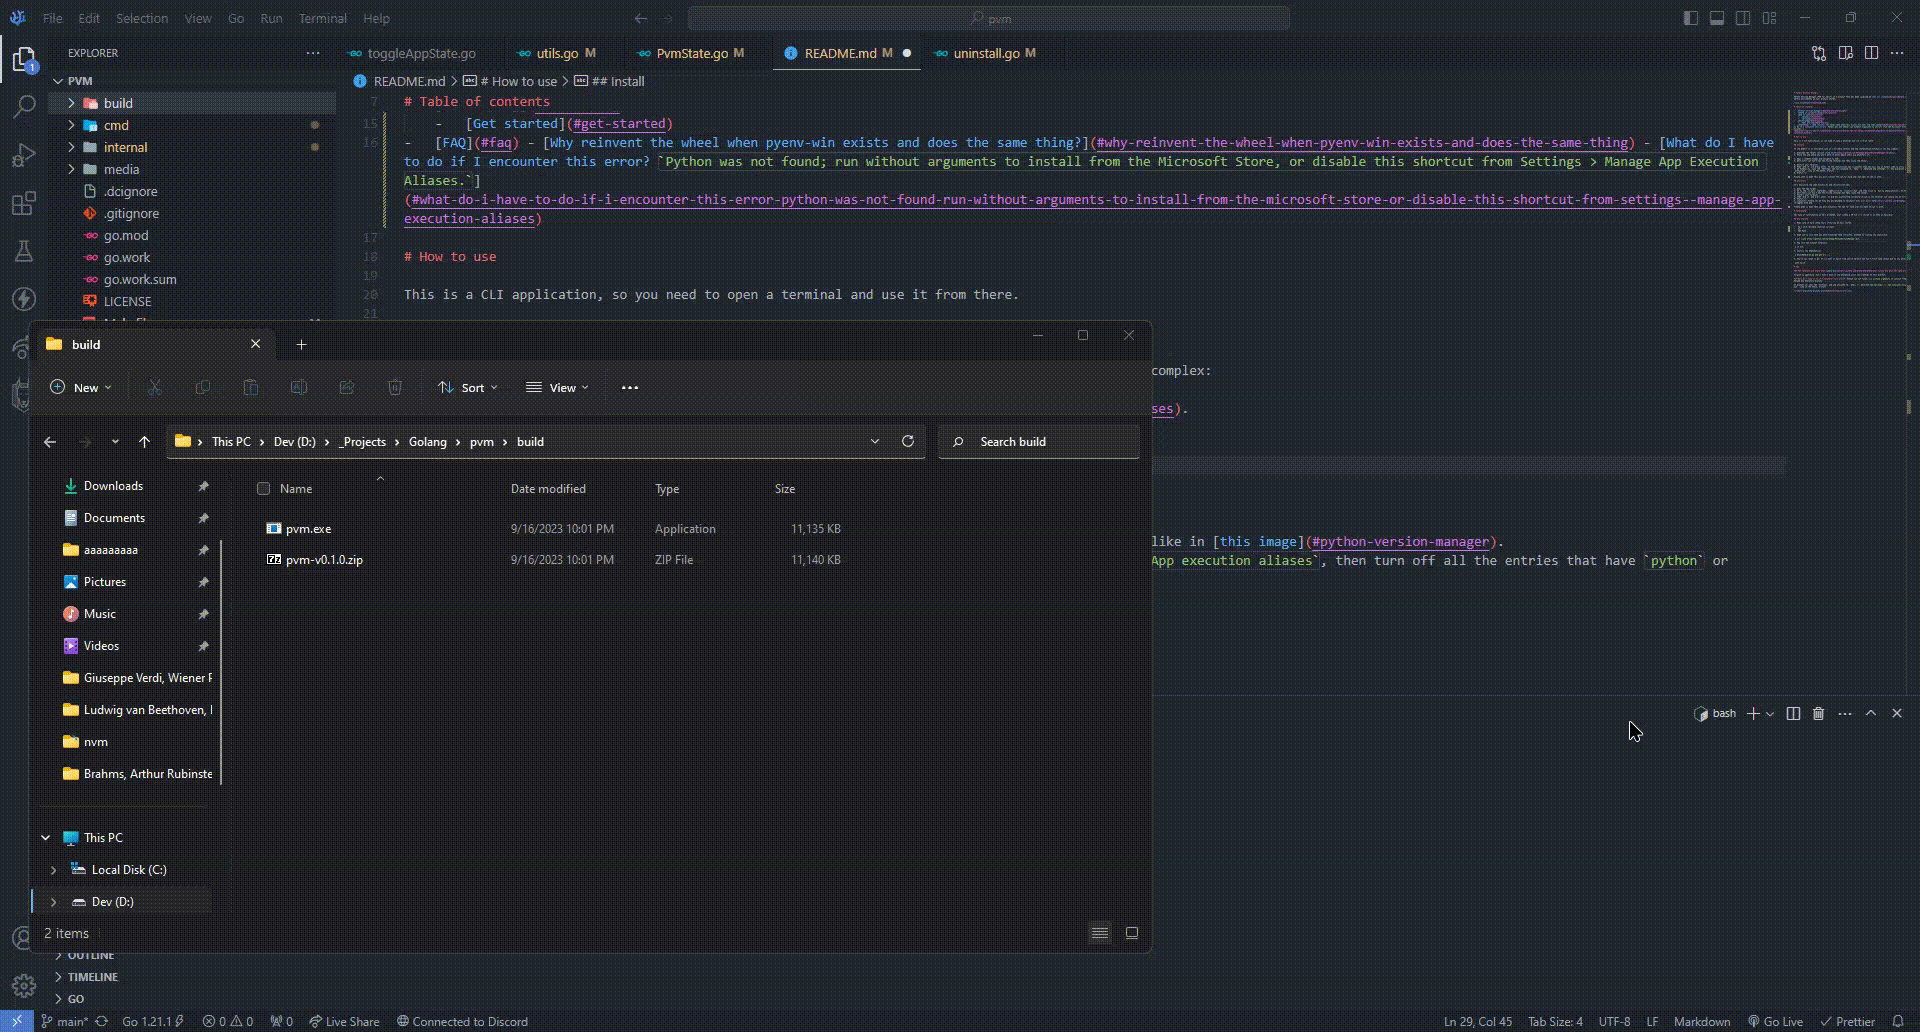 File Edit Selection View Go Run Terminal Help
pvm
EXPLORER
toggleAppState.go
utils.go M
PvmState.go M
README.md M
uninstall.go M
1
PVM
README.md > # How to use > ## Install
build
cmd
internal
media
.dcignore
.gitignore
go.mod
go.work
go.work.sum
LICENSE
7 # Table of contents
15 - [Get started](#get-started)
16 - [FAQ](#faq) - [Why reinvent the wheel when pyenv-win exists and does the same thing?](#why-reinvent-the-wheel-when-pyenv-win-exists-and-does-the-same-thing) - [What do I have
to do if I encounter this error? `Python was not found; run without arguments to install from the Microsoft Store, or disable this shortcut from Settings > Manage App Execution
Aliases.`]
(#what-do-i-have-to-do-if-i-encounter-this-error-python-was-not-found-run-without-arguments-to-install-from-the-microsoft-store-or-disable-this-shortcut-from-settings--manage-app-
execution-aliases)
17
18 # How to use
19
20 This is a CLI application, so you need to open a terminal and use it from there.
21
complex:
ses).
like in [this image](#python-version-manager).
App execution aliases`, then turn off all the entries that have `python` or
bash
build
New
Sort
View
This PC > Dev (D:) > _Projects > Golang > pvm > build
Search build
Downloads
Documents
aaaaaaaaa
Pictures
Music
Videos
Giuseppe Verdi, Wiener
Ludwig van Beethoven,
nvm
Brahms, Arthur Rubinste
This PC
Local Disk (C:)
Dev (D:)
Name Date modified Type Size
pvm.exe 9/16/2023 10:01 PM Application 11,135 KB
pvm-v0.1.0.zip 9/16/2023 10:01 PM ZIP File 11,140 KB
2 items
OUTLINE
TIMELINE
GO
main* Go 1.21.1 0 0 0 Live Share Connected to Discord
Ln 29, Col 45 Tab Size: 4 UTF-8 LF Markdown Go Live Prettier